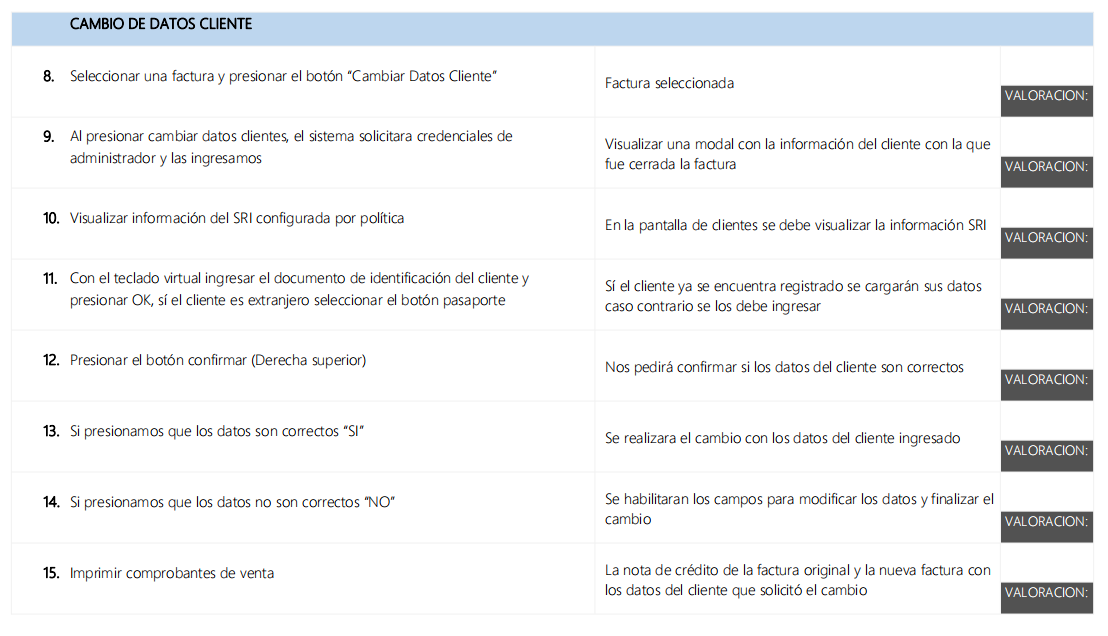 CAMBIO DE DATOS CLIENTE
8. Seleccionar una factura y presionar el botón “Cambiar Datos Cliente”
Factura seleccionada
VALORACION:
9. Al presionar cambiar datos clientes, el sistema solicitara credenciales de
administrador y las ingresamos
Visualizar una modal con la información del cliente con la que
fue cerrada la factura
VALORACION:
10. Visualizar información del SRI configurada por política
En la pantalla de clientes se debe visualizar la información SRI
VALORACION:
11. Con el teclado virtual ingresar el documento de identificación del cliente y
presionar OK, sí el cliente es extranjero seleccionar el botón pasaporte
Sí el cliente ya se encuentra registrado se cargarán sus datos
caso contrario se los debe ingresar
VALORACION:
12. Presionar el botón confirmar (Derecha superior)
Nos pedirá confirmar si los datos del cliente son correctos
VALORACION:
13. Si presionamos que los datos son correctos “SI”
Se realizara el cambio con los datos del cliente ingresado
VALORACION:
14. Si presionamos que los datos no son correctos “NO”
Se habilitaran los campos para modificar los datos y finalizar el
cambio
VALORACION:
15. Imprimir comprobantes de venta
La nota de crédito de la factura original y la nueva factura con
los datos del cliente que solicitó el cambio
VALORACION: